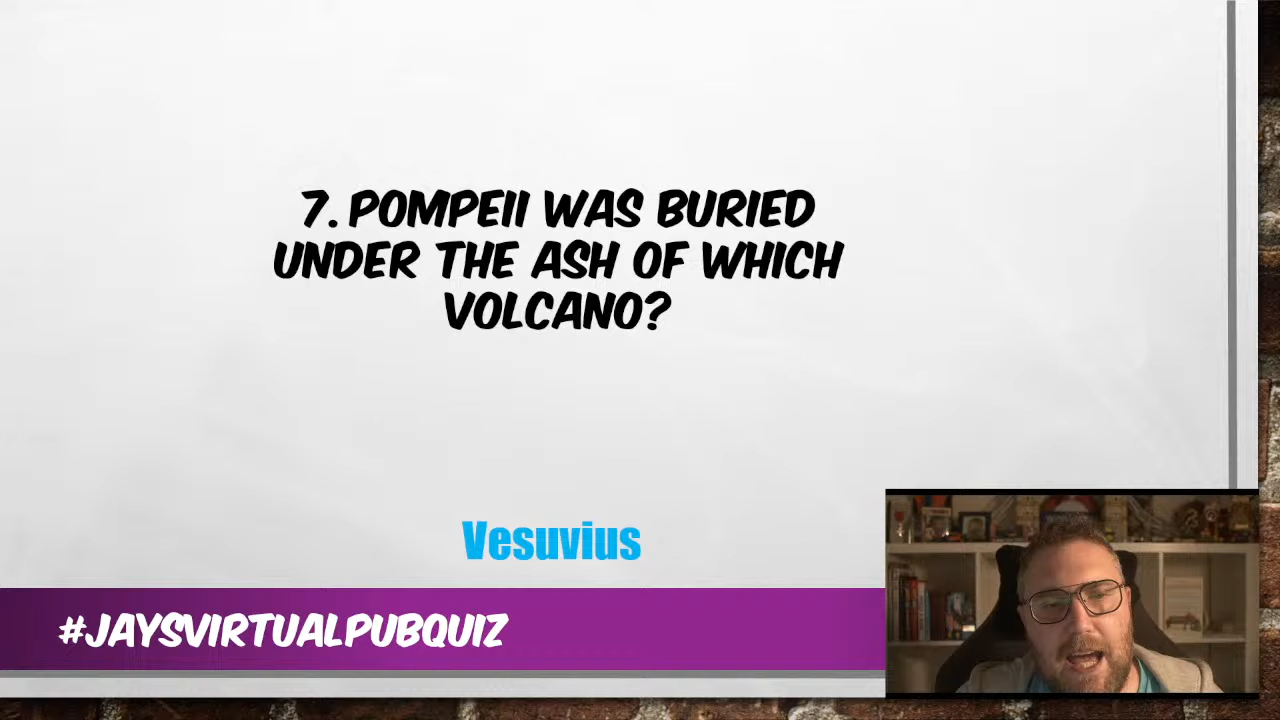 7. POMPEII WAS BURIED
UNDER THE ASH OF WHICH
VOLCANO?
Vesuvius
#JAYSVIRTUALPUBQUIZ